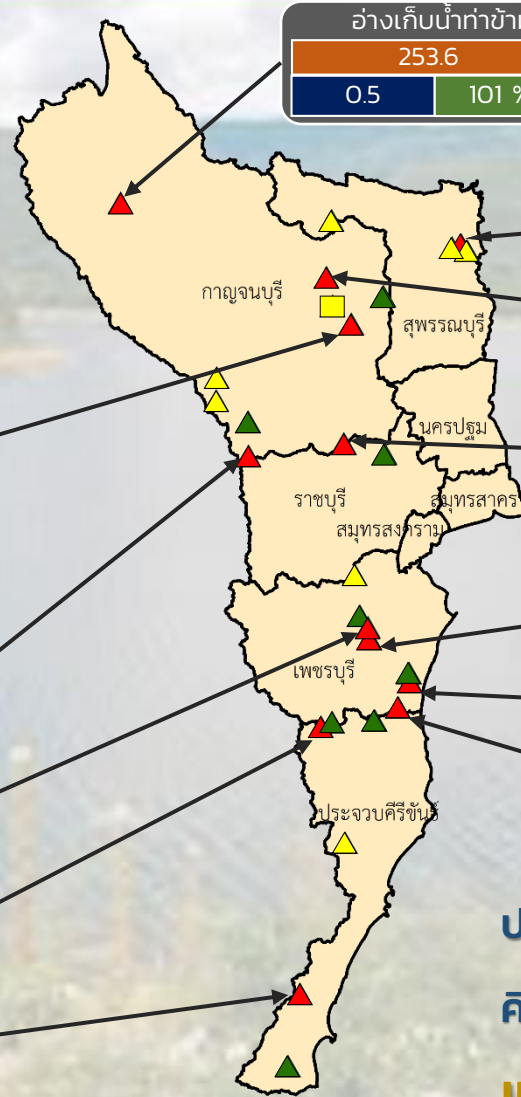 อ่างเก็บน้ำท่าข้าม
253.6
0.5 101 %
กาญจนบุรี
สุพรรณบุรี
นครปฐม
ราชบุรี
สมุทรสาคร
สมุทรสงคราม
เพชรบุรี
ประจวบคีรีขันธ์